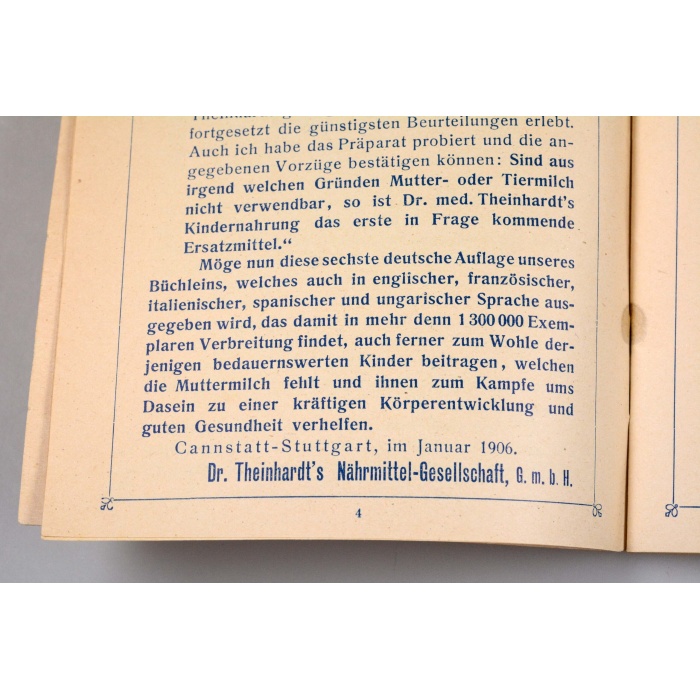 fortgesetzt die günstigsten Beurteilungen erlebt.
Auch ich habe das Präparat probiert und die an-
gegebenen Vorzüge bestätigen können: Sind aus
irgend welchen Gründen Mutter- oder Tiermilch
nicht verwendbar, so ist Dr. med. Theinhardt's
Kindernahrung das erste in Frage kommende
Ersatzmittel.“
Möge nun diese sechste deutsche Auflage unseres
Büchleins, welches auch in englischer, französischer,
italienischer, spanischer und ungarischer Sprache aus-
gegeben wird, das damit in mehr denn 1 300 000 Exem-
plaren Verbreitung findet, auch ferner zum Wohle der-
jenigen bedauernswerten Kinder beitragen, welchen
die Muttermilch fehlt und ihnen zum Kampfe ums
Dasein zu einer kräftigen Körperentwicklung und
guten Gesundheit verhelfen.
Cannstatt-Stuttgart, im Januar 1906.
Dr. Theinhardt's Nährmittel-Gesellschaft, G. m. b. H.
4